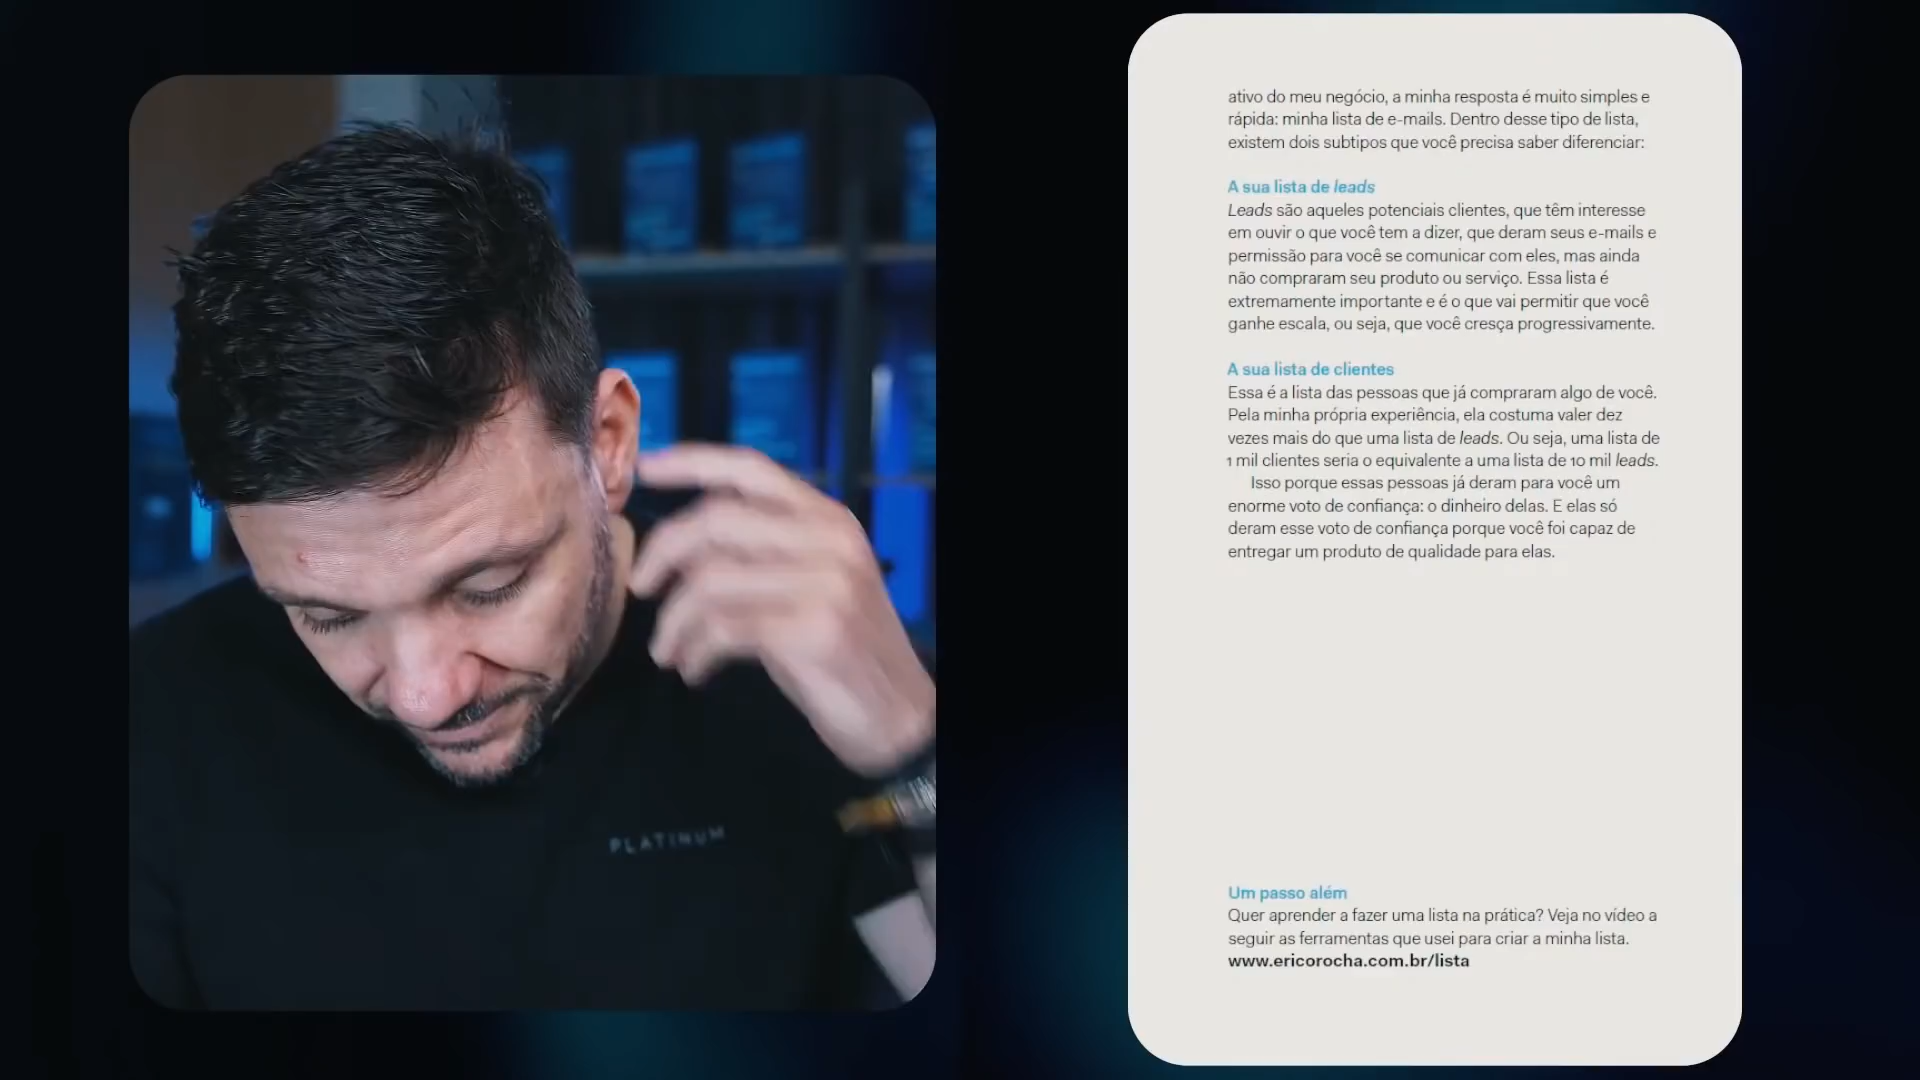 PLATINUM
ativo do meu negócio, a minha resposta é muito simples e
rápida: minha lista de e-mails. Dentro desse tipo de lista,
existem dois subtipos que você precisa saber diferenciar:
A sua lista de leads
Leads são aqueles potenciais clientes, que têm interesse
em ouvir o que você tem a dizer, que deram seus e-mails e
permissão para você se comunicar com eles, mas ainda
não compraram seu produto ou serviço. Essa lista é
extremamente importante e é o que vai permitir que você
ganhe escala, ou seja, que você cresça progressivamente.
A sua lista de clientes
Essa é a lista das pessoas que já compraram algo de você.
Pela minha própria experiência, ela costuma valer dez
vezes mais do que uma lista de leads. Ou seja, uma lista de
1 mil clientes seria o equivalente a uma lista de 10 mil leads.
Isso porque essas pessoas já deram para você um
enorme voto de confiança: o dinheiro delas. E elas só
deram esse voto de confiança porque você foi capaz de
entregar um produto de qualidade para elas.
Um passo além
Quer aprender a fazer uma lista na prática? Veja no vídeo a
seguir as ferramentas que usei para criar a minha lista.
www.ericorocha.com.br/lista